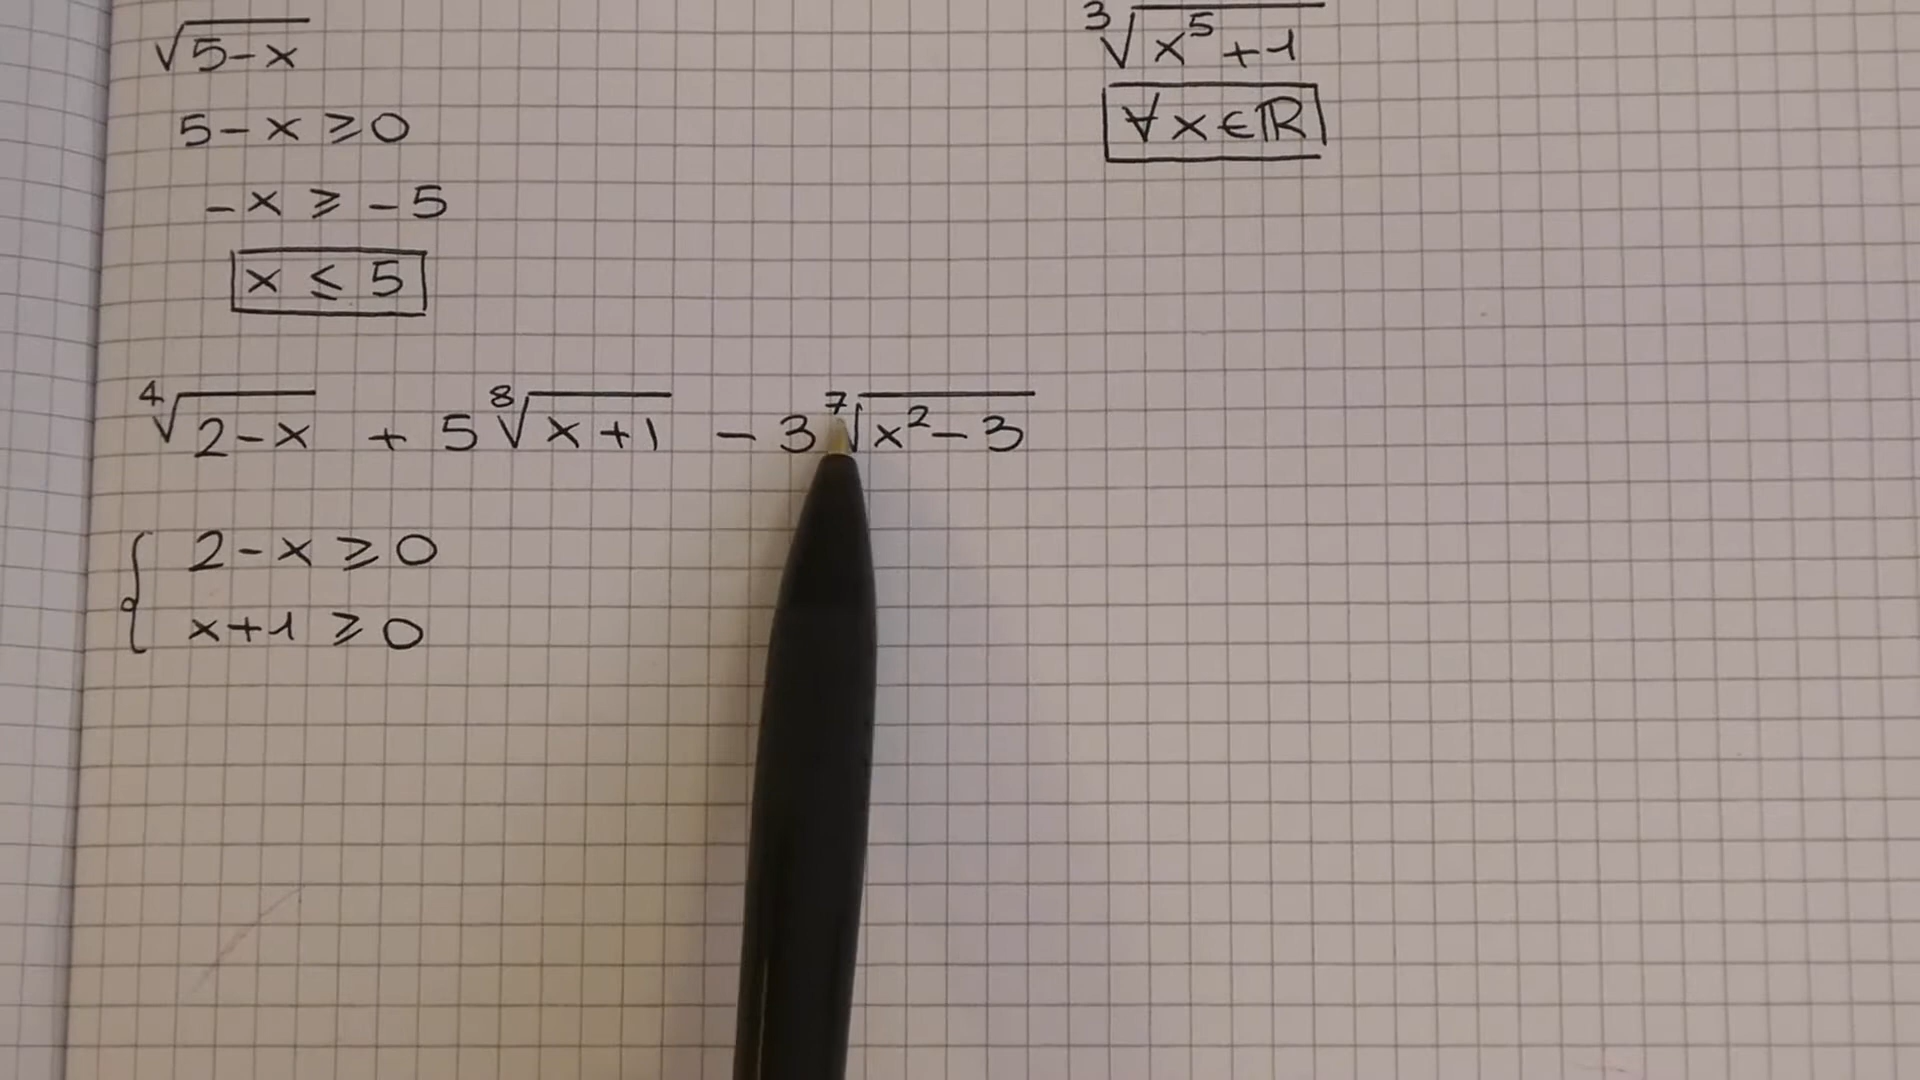 √(5-x)
5-x ≥ 0
-x ≥ -5
x ≤ 5
∛(x⁵+1)
∀ x ∈ ℝ
⁴√(2-x) + 5 ⁸√(x+1) - 3 ⁷√(x²-3)
{ 2-x ≥ 0
x+1 ≥ 0